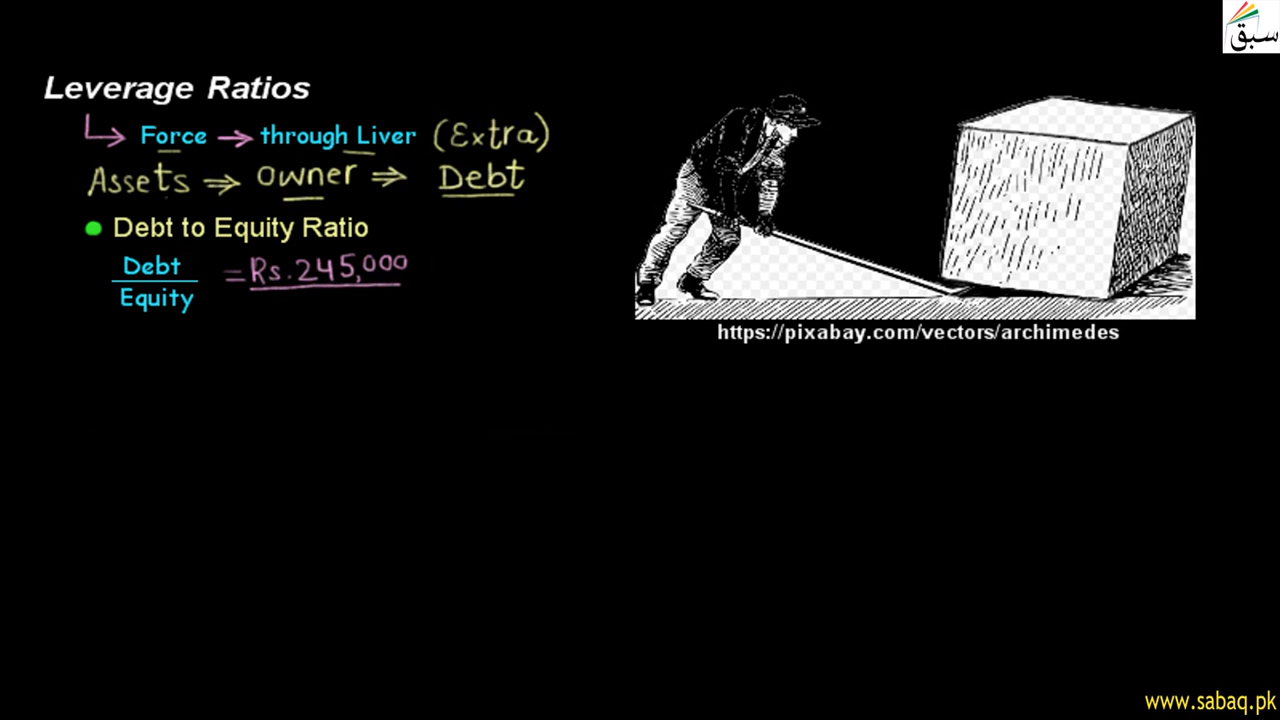 سبق
Leverage Ratios
Force → through Liver (Extra)
Assets ⇒ owner ⇒ Debt
Debt to Equity Ratio
Debt = Rs.245,000
Equity
https://pixabay.com/vectors/archimedes
www.sabaq.pk